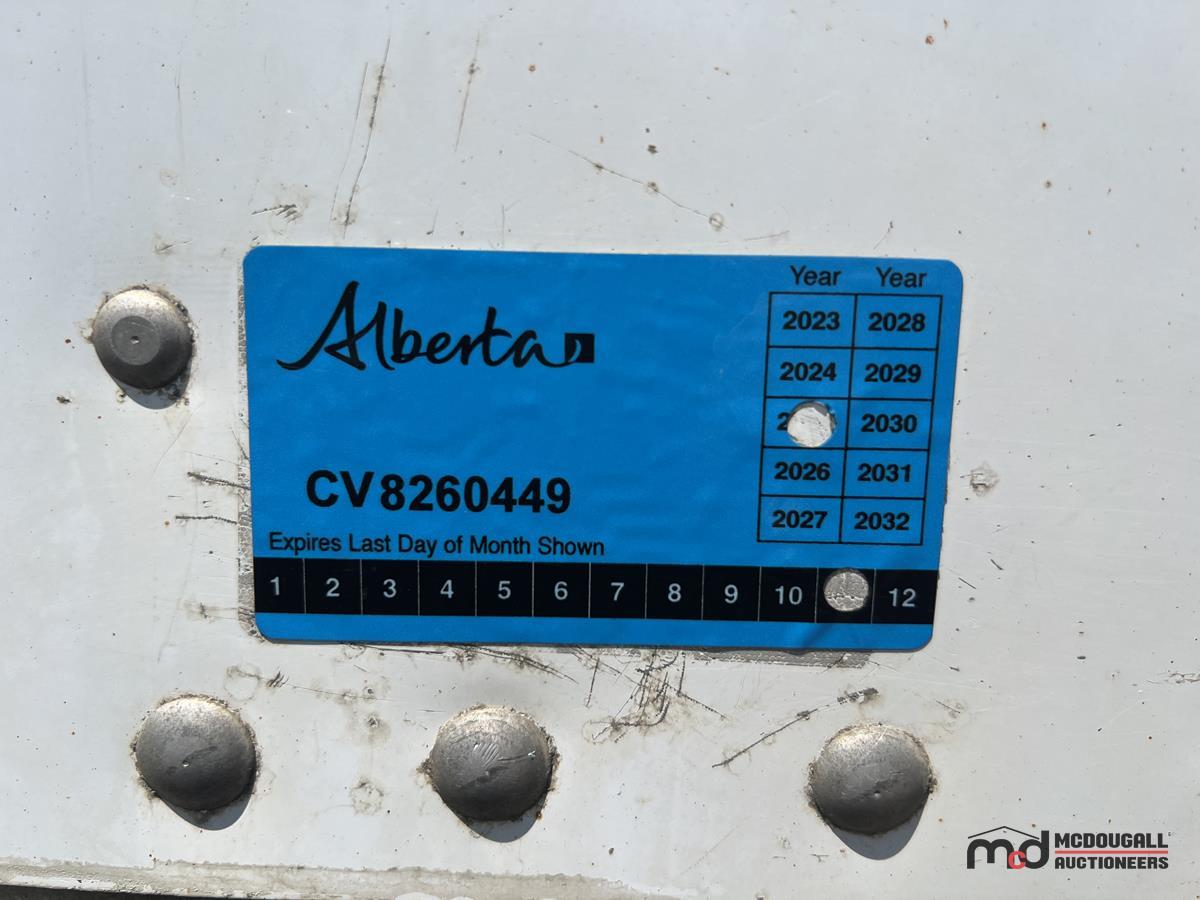 Alberta
Year Year
2023 2028
2024 2029
2030
2026 2031
2027 2032
CV8260449
Expires Last Day of Month Shown
1 2 3 4 5 6 7 8 9 10 12
mcd MCDOUGALL
AUCTIONEERS